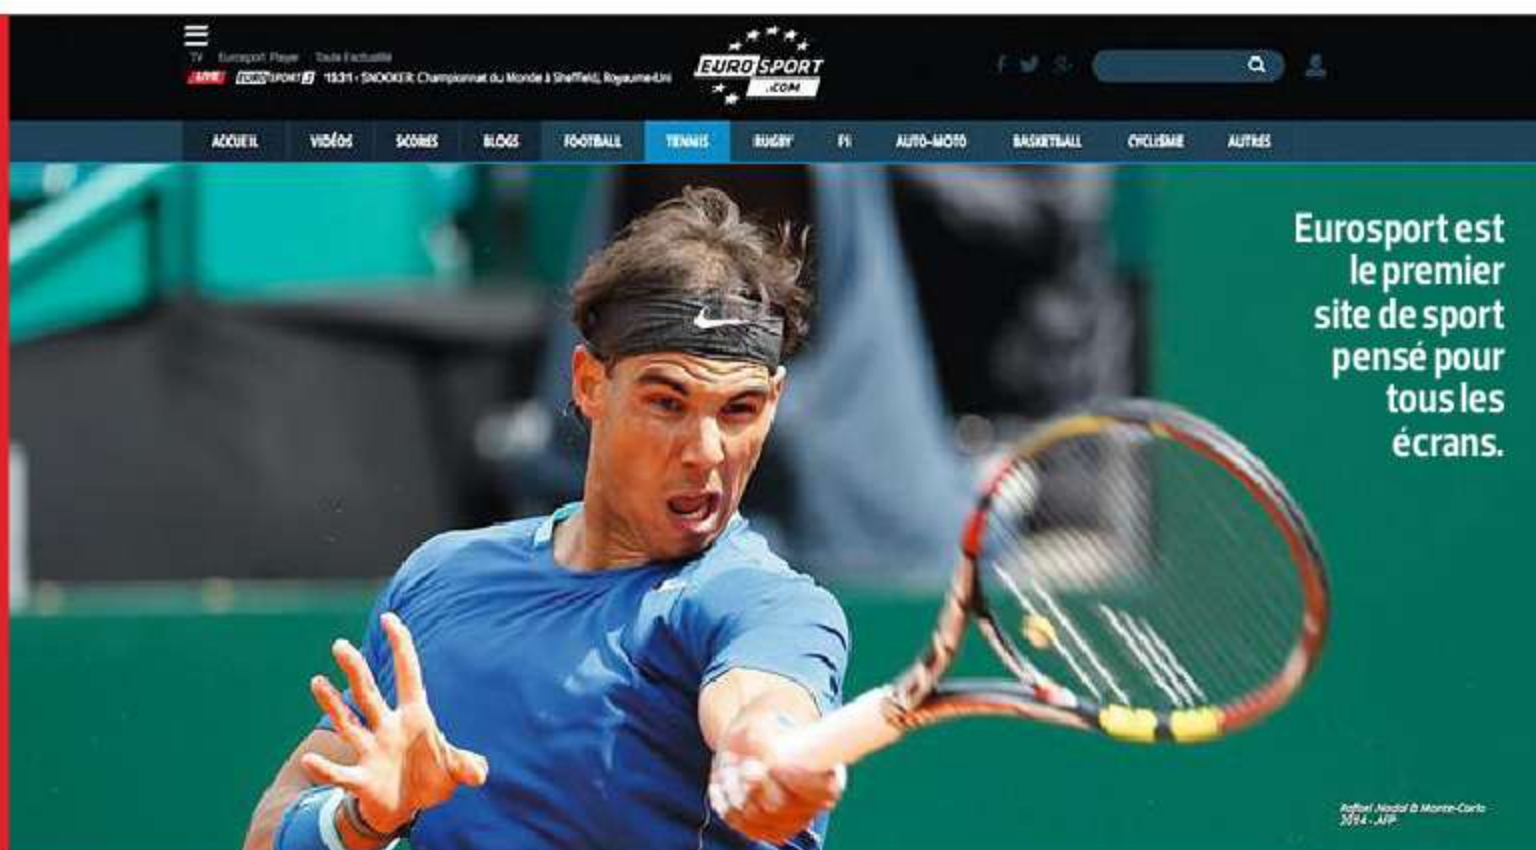 TV Eurosport Player Toute l'actualité
LIVE EUROSPORT 2 15:31 - SNOOKER: Championnat du Monde à Sheffield, Royaume-Uni
EUROSPORT
.COM
ACCUEIL VIDÉOS SCORES BLOGS FOOTBALL TENNIS RUGBY F1 AUTO-MOTO BASKETBALL CYCLISME AUTRES
Eurosport est
le premier
site de sport
pensé pour
tous les
écrans.
Rafael Nadal à Monte-Carlo
2014 - AFP